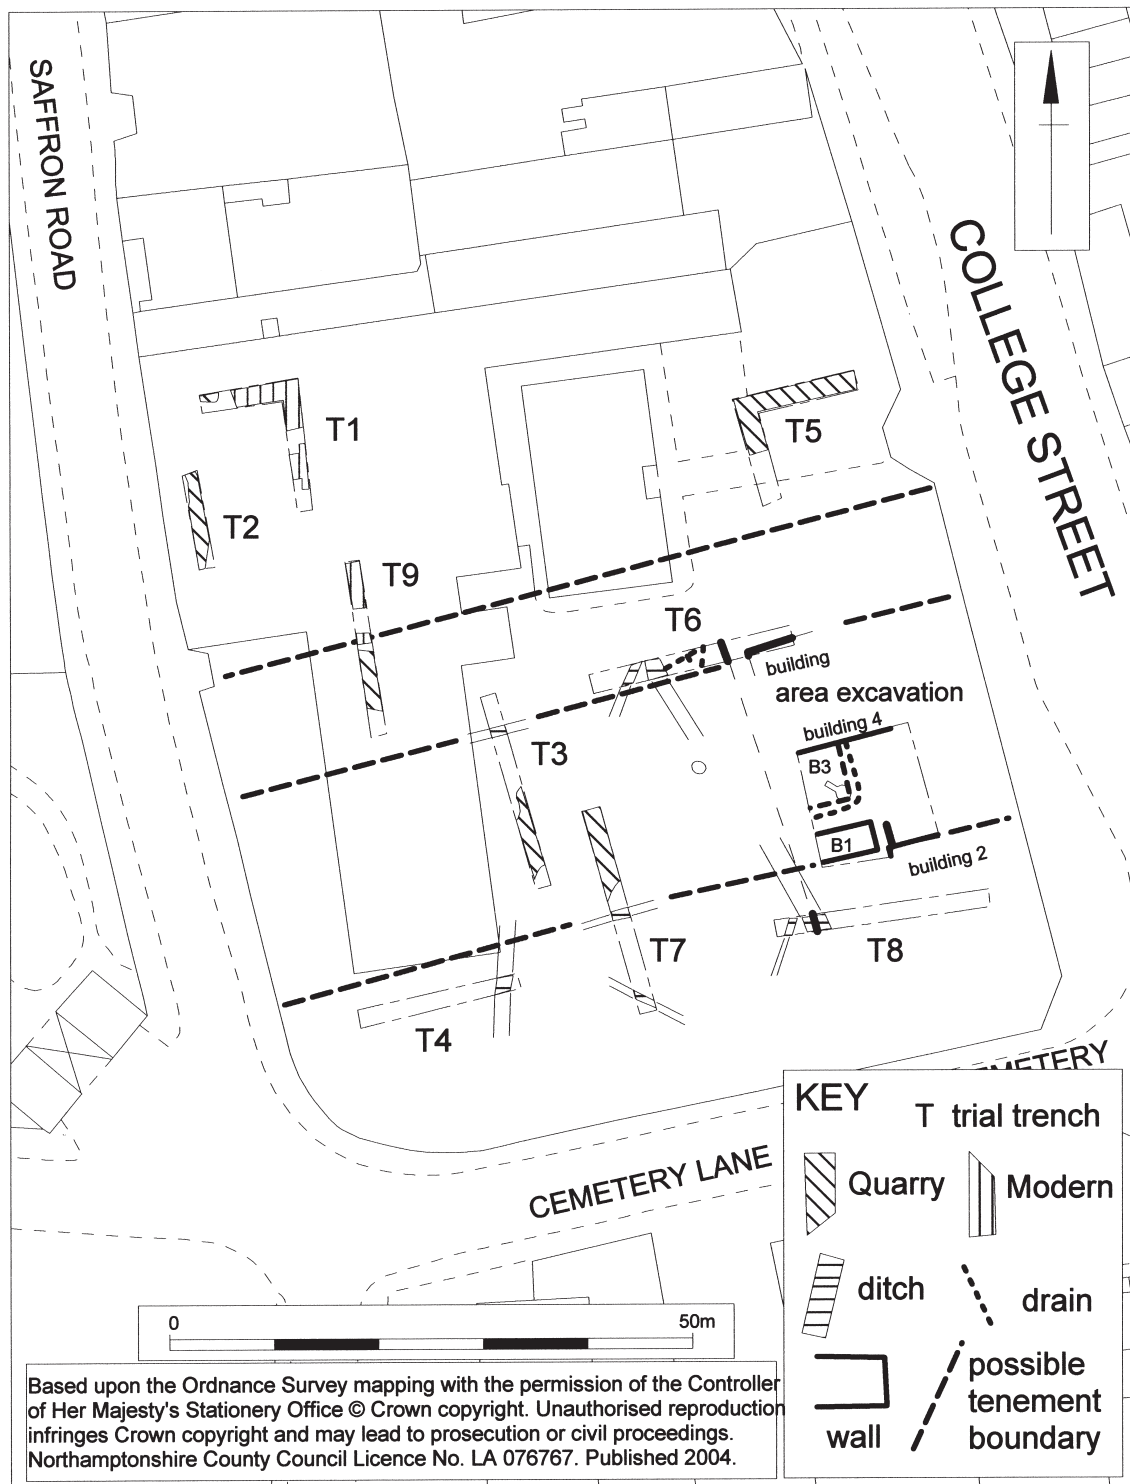 SAFFRON ROAD
COLLEGE STREET
T1
T5
T2
T9
T6
building
area excavation
building 4
T3
B3
B1
building 2
T7
T8
T4
CEMETERY
CEMETERY LANE
KEY
T trial trench
Quarry
Modern
ditch
drain
wall
possible
tenement
boundary
0
50m
Based upon the Ordnance Survey mapping with the permission of the Controller
of Her Majesty's Stationery Office © Crown copyright. Unauthorised reproduction
infringes Crown copyright and may lead to prosecution or civil proceedings.
Northamptonshire County Council Licence No. LA 076767. Published 2004.